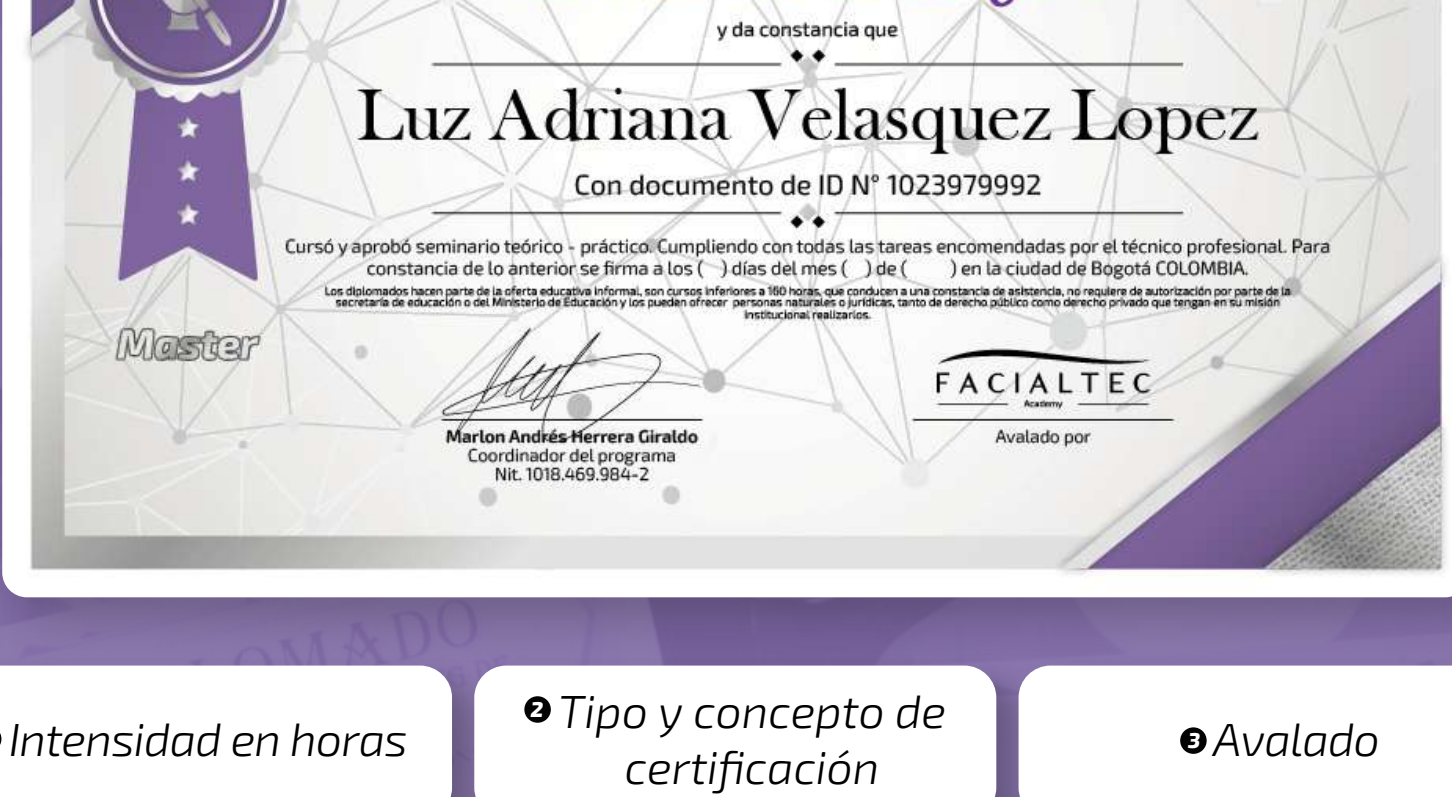 y da constancia que
Luz Adriana Velasquez Lopez
Con documento de ID N° 1023979992
Cursó y aprobó seminario teórico - práctico. Cumpliendo con todas las tareas encomendadas por el técnico profesional. Para
constancia de lo anterior se firma a los (   ) días del mes (   ) de (       ) en la ciudad de Bogotá COLOMBIA.
Los diplomados hacen parte de la oferta educativa informal, son cursos inferiores a 160 horas, que conducen a una constancia de asistencia, no requiere de autorización por parte de la
secretaría de educación o del Ministerio de Educación y los pueden ofrecer personas naturales o jurídicas, tanto de derecho público como derecho privado que tengan en su misión
institucional realizarlos.
Master
Marlon Andrés Herrera Giraldo
Coordinador del programa
Nit. 1018.469.984-2
FACIALTEC
Academy
Avalado por
Intensidad en horas
❷ Tipo y concepto de
certificación
❸ Avalado